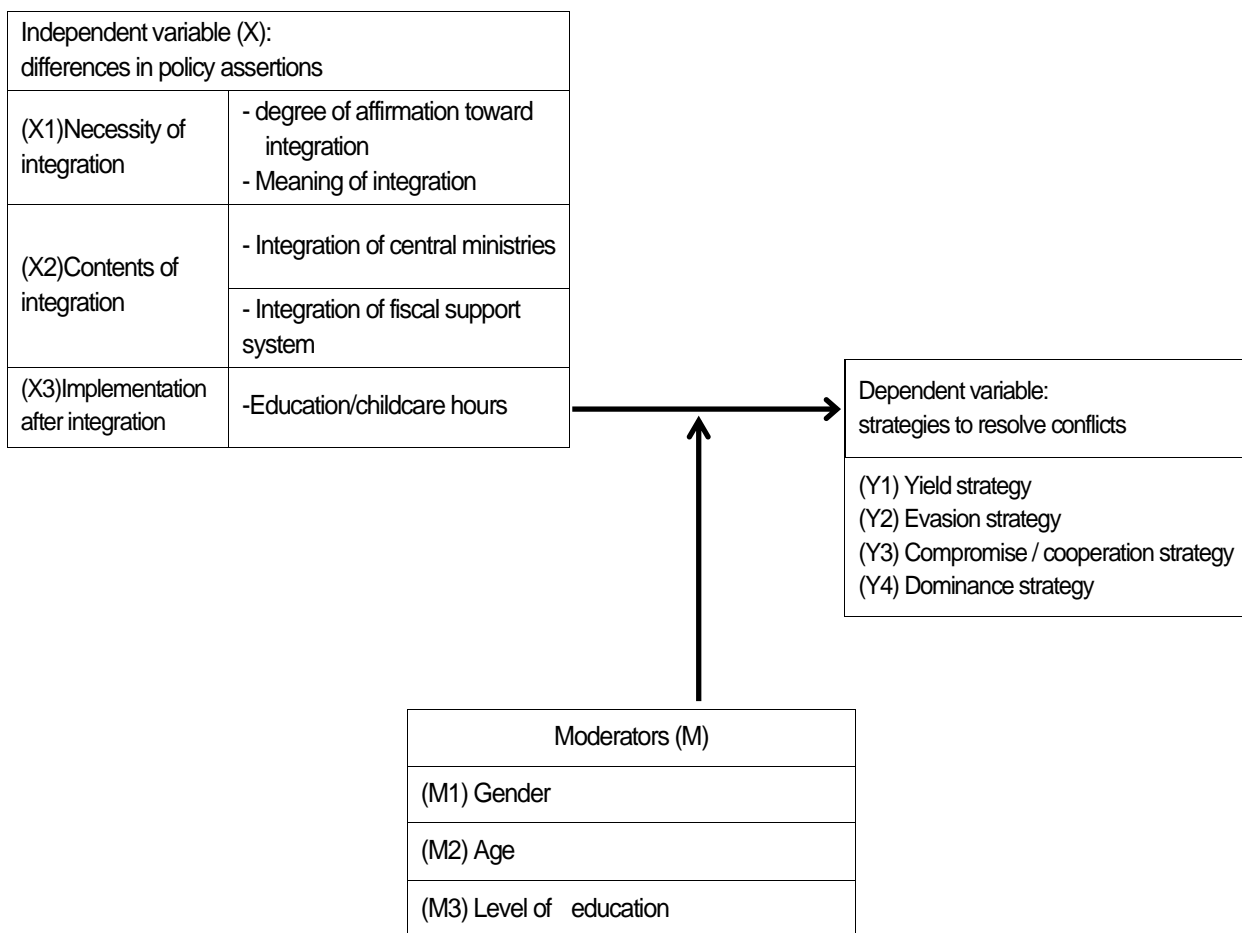 Independent variable (X):
differences in policy assertions
(X1)Necessity of
integration
- degree of affirmation toward
integration
- Meaning of integration
(X2)Contents of
integration
- Integration of central ministries
- Integration of fiscal support
system
(X3)Implementation
after integration
-Education/childcare hours
Dependent variable:
strategies to resolve conflicts
(Y1) Yield strategy
(Y2) Evasion strategy
(Y3) Compromise / cooperation strategy
(Y4) Dominance strategy
Moderators (M)
(M1) Gender
(M2) Age
(M3) Level of education